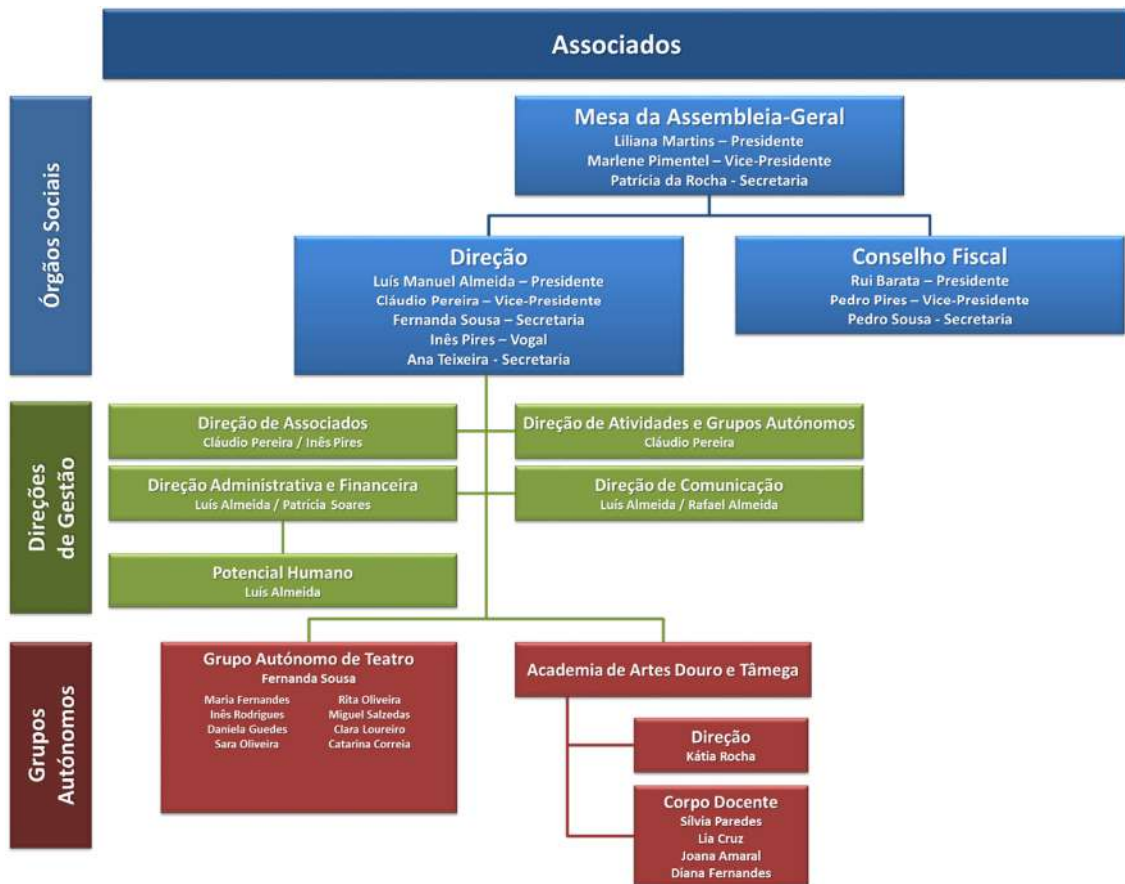 Associados
Órgãos Sociais
Mesa da Assembleia-Geral
Liliana Martins – Presidente
Marlene Pimentel – Vice-Presidente
Patrícia da Rocha - Secretaria
Direção
Luís Manuel Almeida – Presidente
Cláudio Pereira – Vice-Presidente
Fernanda Sousa – Secretaria
Inês Pires – Vogal
Ana Teixeira - Secretaria
Conselho Fiscal
Rui Barata – Presidente
Pedro Pires – Vice-Presidente
Pedro Sousa - Secretaria
Direções
de Gestão
Direção de Associados
Cláudio Pereira / Inês Pires
Direção de Atividades e Grupos Autónomos
Cláudio Pereira
Direção Administrativa e Financeira
Luís Almeida / Patrícia Soares
Direção de Comunicação
Luís Almeida / Rafael Almeida
Potencial Humano
Luís Almeida
Grupos
Autónomos
Grupo Autónomo de Teatro
Fernanda Sousa
Maria Fernandes
Inês Rodrigues
Daniela Guedes
Sara Oliveira
Rita Oliveira
Miguel Salzedas
Clara Loureiro
Catarina Correia
Academia de Artes Douro e Tâmega
Direção
Kátia Rocha
Corpo Docente
Sílvia Paredes
Lia Cruz
Joana Amaral
Diana Fernandes